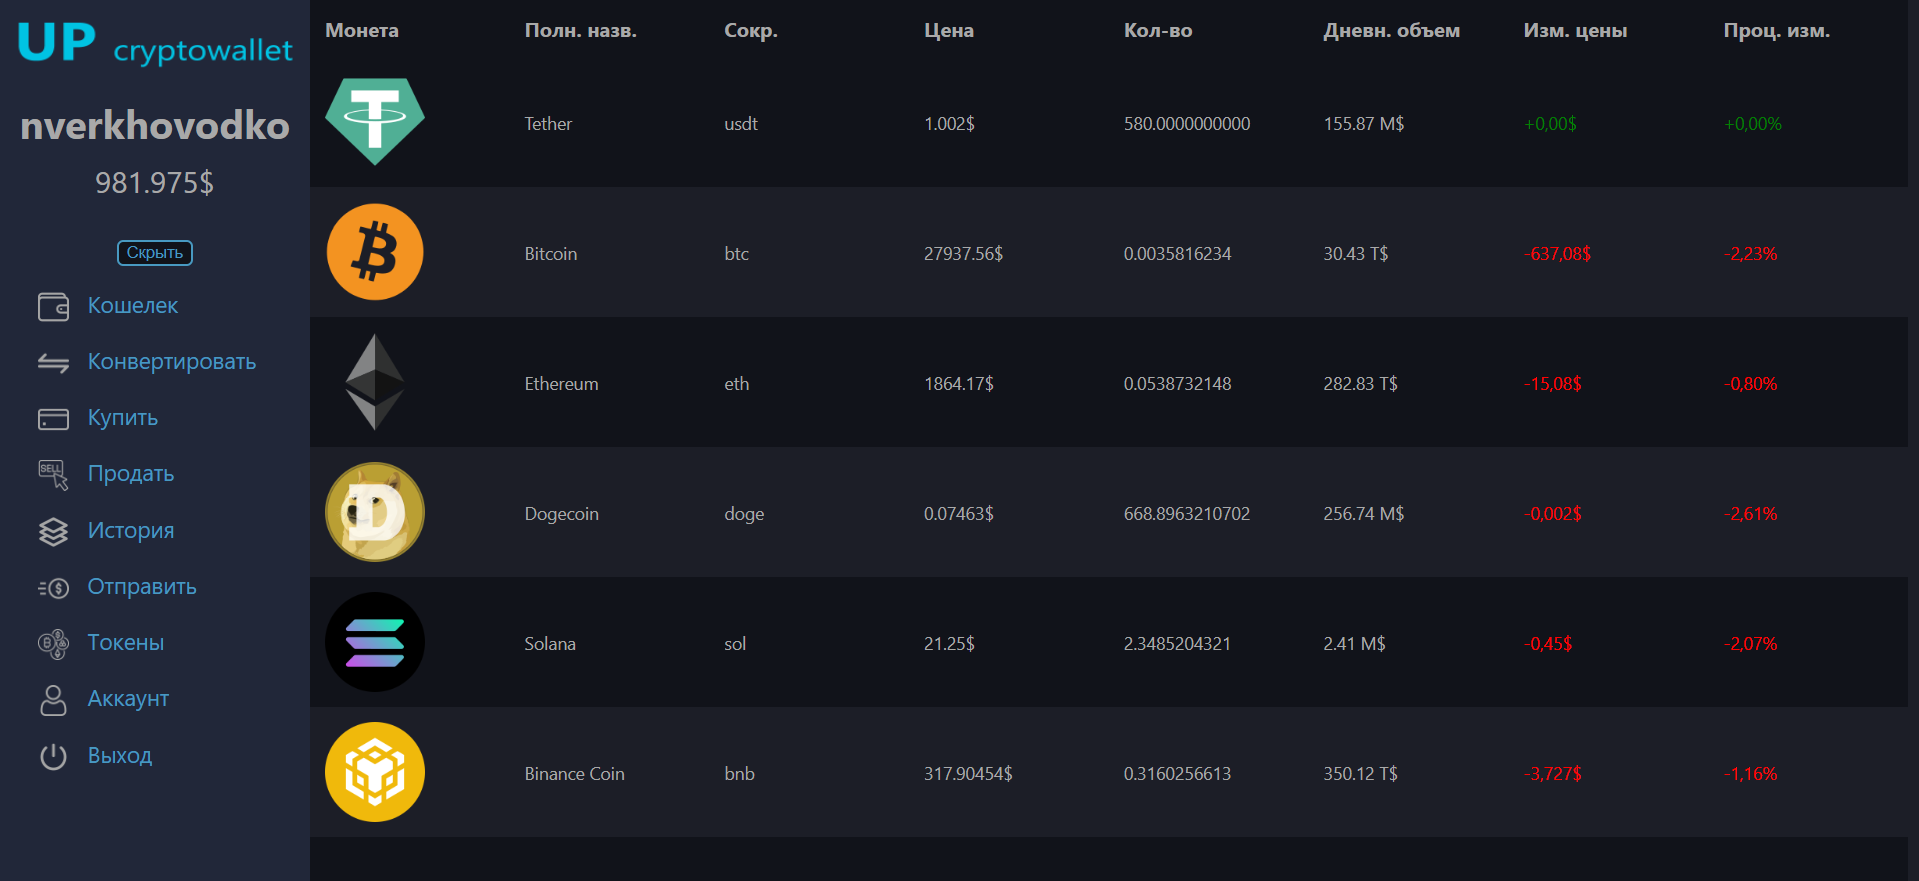 UP cryptowallet
nverkhovodko
981.975$
Скрыть
Кошелек
Конвертировать
Купить
SELL
Продать
История
Отправить
Токены
Аккаунт
Выход
Монета Полн. назв. Сокр. Цена Кол-во Дневн. объем Изм. цены Проц. изм.
Tether usdt 1.002$ 580.0000000000 155.87 M$ +0,00$ +0,00%
Bitcoin btc 27937.56$ 0.0035816234 30.43 T$ -637,08$ -2,23%
Ethereum eth 1864.17$ 0.0538732148 282.83 T$ -15,08$ -0,80%
D
Dogecoin doge 0.07463$ 668.8963210702 256.74 M$ -0,002$ -2,61%
Solana sol 21.25$ 2.3485204321 2.41 M$ -0,45$ -2,07%
Binance Coin bnb 317.90454$ 0.3160256613 350.12 T$ -3,727$ -1,16%